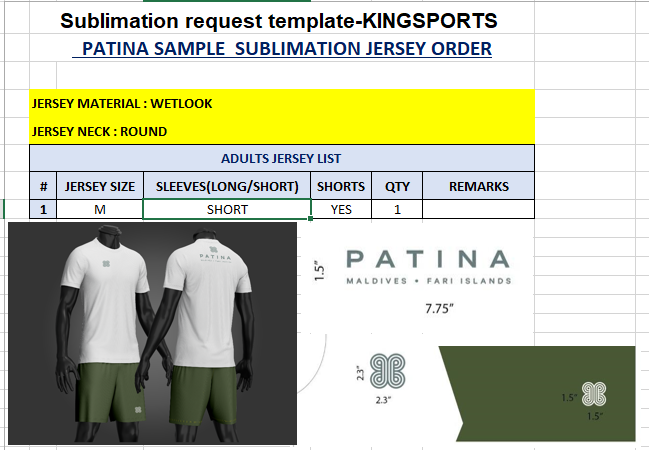 Sublimation request template-KINGSPORTS
PATINA SAMPLE SUBLIMATION JERSEY ORDER
JERSEY MATERIAL : WETLOOK
JERSEY NECK : ROUND
ADULTS JERSEY LIST
# JERSEY SIZE SLEEVES(LONG/SHORT) SHORTS QTY REMARKS
1 M SHORT YES 1
PATINA
1.5"
PATINA
MALDIVES • FARI ISLANDS
7.75"
2.3"
2.3"
1.5"
1.5"